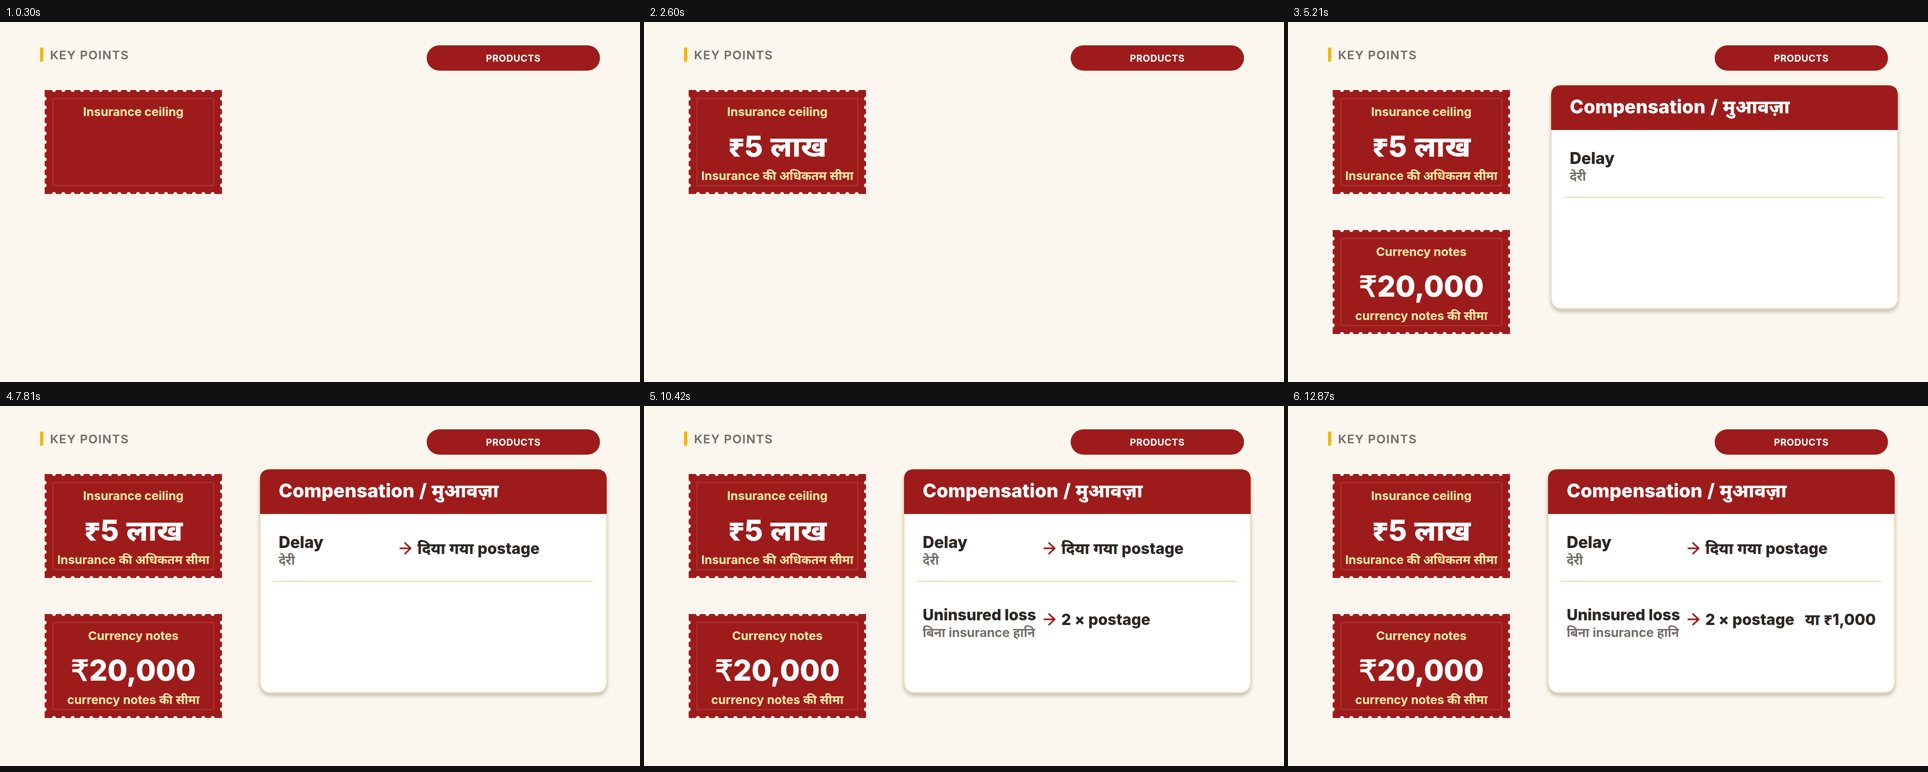 1. 0.30s
KEY POINTS
PRODUCTS
Insurance ceiling
2. 2.60s
KEY POINTS
PRODUCTS
Insurance ceiling
₹5 लाख
Insurance की अधिकतम सीमा
3. 5.21s
KEY POINTS
PRODUCTS
Insurance ceiling
₹5 लाख
Insurance की अधिकतम सीमा
Currency notes
₹20,000
currency notes की सीमा
Compensation / मुआवज़ा
Delay
देरी
4. 7.81s
KEY POINTS
PRODUCTS
Insurance ceiling
₹5 लाख
Insurance की अधिकतम सीमा
Currency notes
₹20,000
currency notes की सीमा
Compensation / मुआवज़ा
Delay
देरी
→ दिया गया postage
5. 10.42s
KEY POINTS
PRODUCTS
Insurance ceiling
₹5 लाख
Insurance की अधिकतम सीमा
Currency notes
₹20,000
currency notes की सीमा
Compensation / मुआवज़ा
Delay
देरी
→ दिया गया postage
Uninsured loss
बिना insurance हानि
→ 2 × postage
6. 12.87s
KEY POINTS
PRODUCTS
Insurance ceiling
₹5 लाख
Insurance की अधिकतम सीमा
Currency notes
₹20,000
currency notes की सीमा
Compensation / मुआवज़ा
Delay
देरी
→ दिया गया postage
Uninsured loss
बिना insurance हानि
→ 2 × postage या ₹1,000